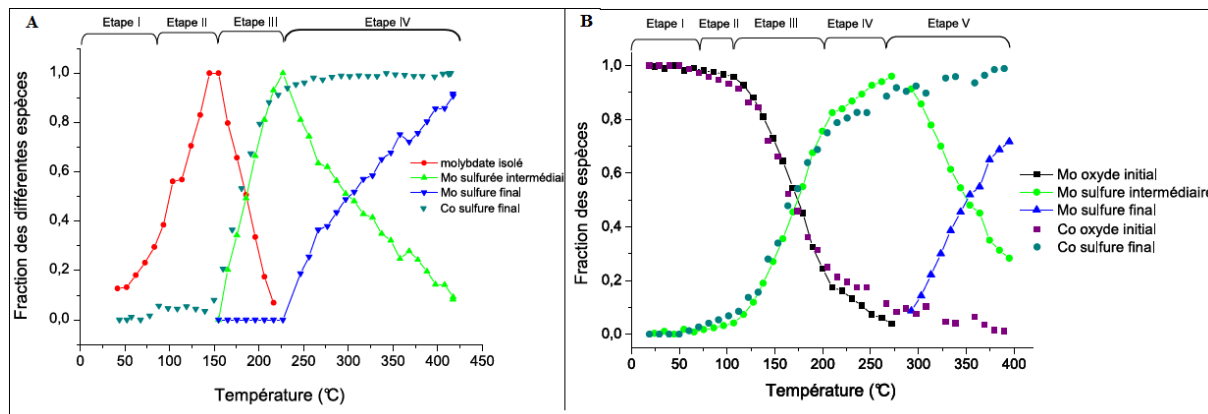 A
Etape I
Etape II
Etape III
Etape IV
Fraction des différentes espèces
1,0
0,8
0,6
0,4
0,2
0,0
0
50
100
150
200
250
300
350
400
450
Température (°C)
molybdate isolé
Mo sulfurée intermédiai
Mo sulfure final
Co sulfure final
B
Etape I
Etape II
Etape III
Etape IV
Etape V
Fraction des espèces
1,0
0,8
0,6
0,4
0,2
0,0
0
50
100
150
200
250
300
350
400
Température (°C)
Mo oxyde initial
Mo sulfure intermédiaire
Mo sulfure final
Co oxyde initial
Co sulfure final